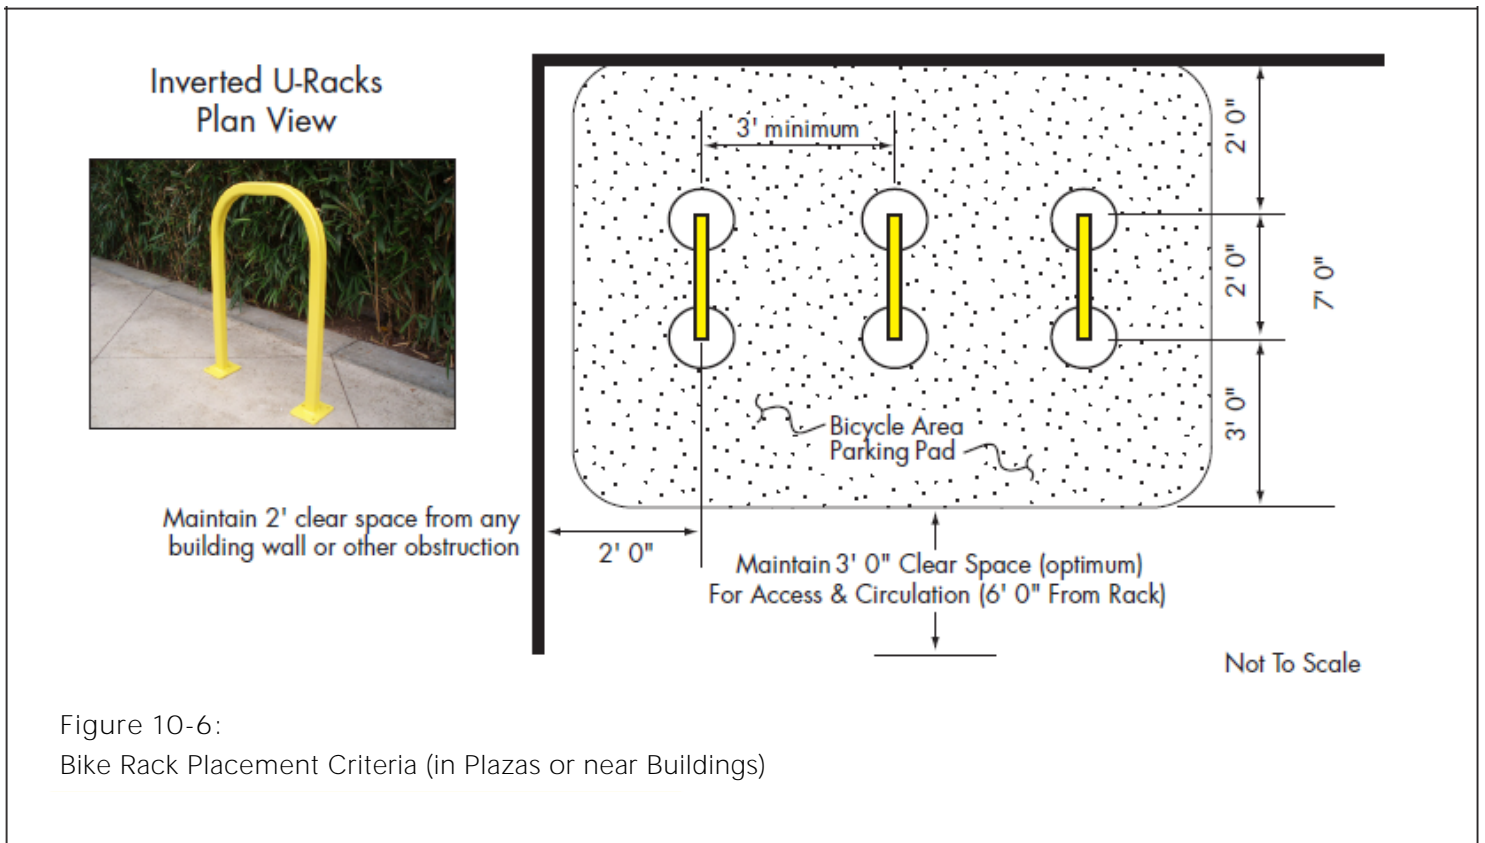 Inverted U-Racks
Plan View
3' minimum
2' 0"
2' 0"
7' 0"
3' 0"
Bicycle Area
Parking Pad
Maintain 2' clear space from any
building wall or other obstruction
2' 0"
Maintain 3' 0" Clear Space (optimum)
For Access & Circulation (6' 0" From Rack)
Not To Scale
Figure 10-6:
Bike Rack Placement Criteria (in Plazas or near Buildings)